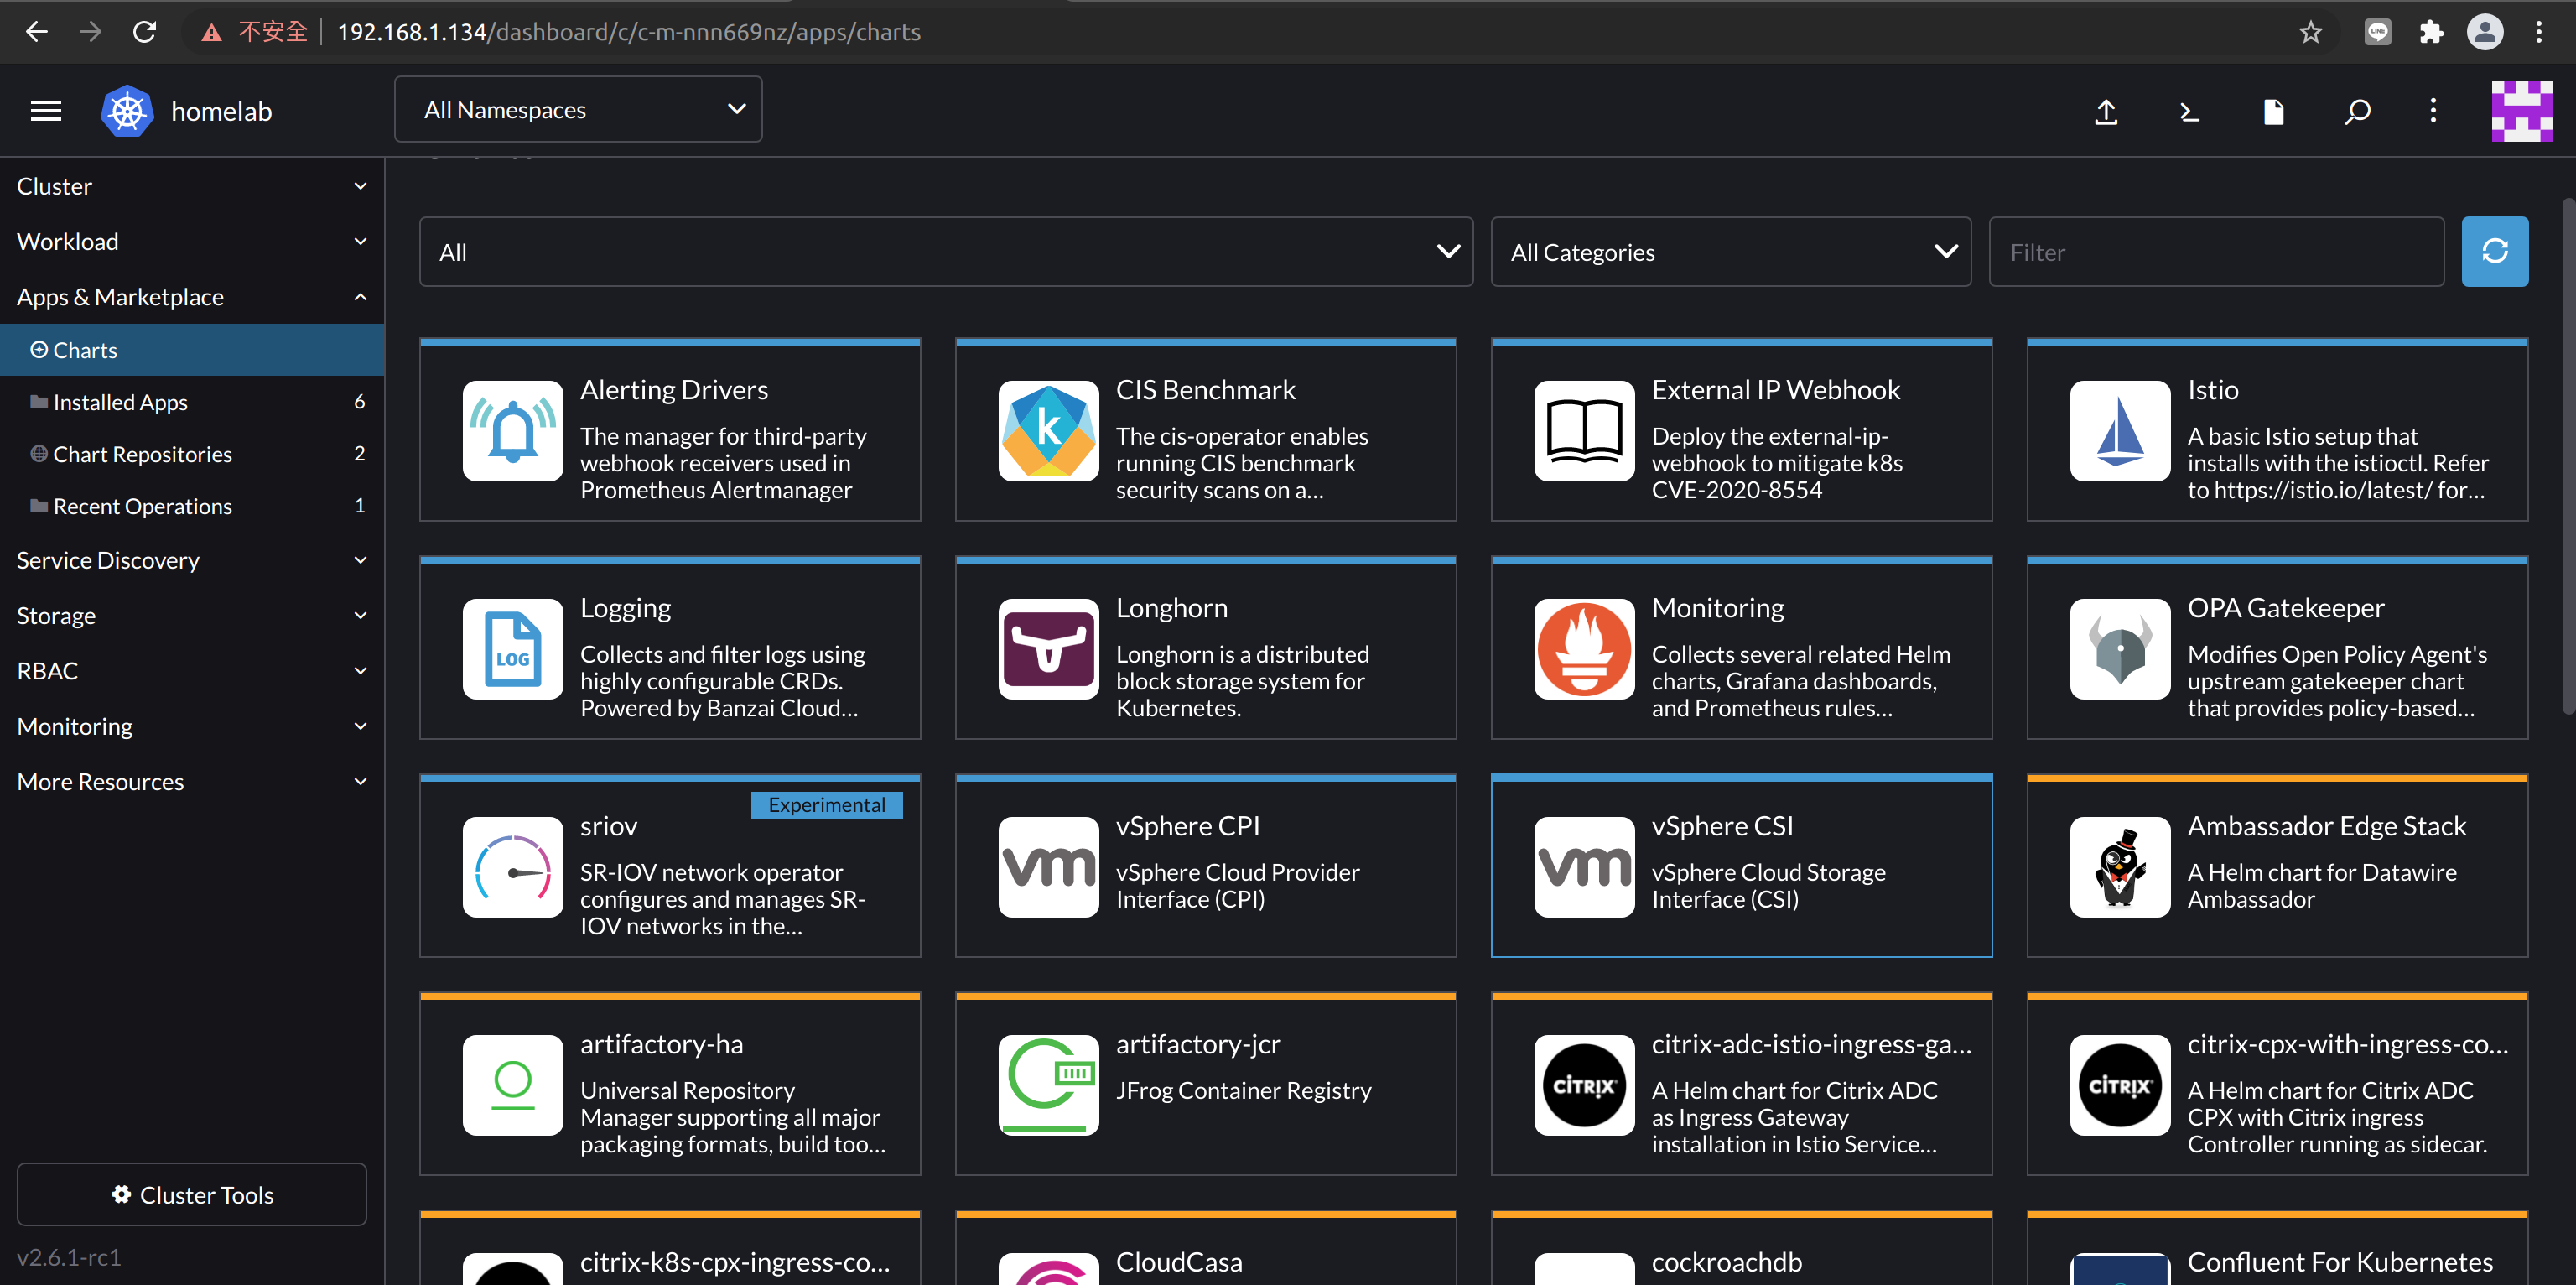 不安全
192.168.1.134/dashboard/c/c-m-nnn669nz/apps/charts
LINE
homelab
All Namespaces
Cluster
Workload
Apps & Marketplace
Charts
Installed Apps 6
Chart Repositories 2
Recent Operations 1
Service Discovery
Storage
RBAC
Monitoring
More Resources
Cluster Tools
v2.6.1-rc1
All
All Categories
Filter
Alerting Drivers
The manager for third-party
webhook receivers used in
Prometheus Alertmanager
k
CIS Benchmark
The cis-operator enables
running CIS benchmark
security scans on a...
External IP Webhook
Deploy the external-ip-
webhook to mitigate k8s
CVE-2020-8554
Istio
A basic Istio setup that
installs with the istioctl. Refer
to https://istio.io/latest/ for...
LOG
Logging
Collects and filter logs using
highly configurable CRDs.
Powered by Banzai Cloud...
Longhorn
Longhorn is a distributed
block storage system for
Kubernetes.
Monitoring
Collects several related Helm
charts, Grafana dashboards,
and Prometheus rules...
OPA Gatekeeper
Modifies Open Policy Agent's
upstream gatekeeper chart
that provides policy-based...
Experimental
sriov
SR-IOV network operator
configures and manages SR-
IOV networks in the...
vm
vSphere CPI
vSphere Cloud Provider
Interface (CPI)
vm
vSphere CSI
vSphere Cloud Storage
Interface (CSI)
Ambassador Edge Stack
A Helm chart for Datawire
Ambassador
artifactory-ha
Universal Repository
Manager supporting all major
packaging formats, build too...
artifactory-jcr
JFrog Container Registry
CITRIX
citrix-adc-istio-ingress-ga...
A Helm chart for Citrix ADC
as Ingress Gateway
installation in Istio Service...
CITRIX
citrix-cpx-with-ingress-co...
A Helm chart for Citrix ADC
CPX with Citrix ingress
Controller running as sidecar.
citrix-k8s-cpx-ingress-co...
CloudCasa
cockroachdb
Confluent For Kubernetes